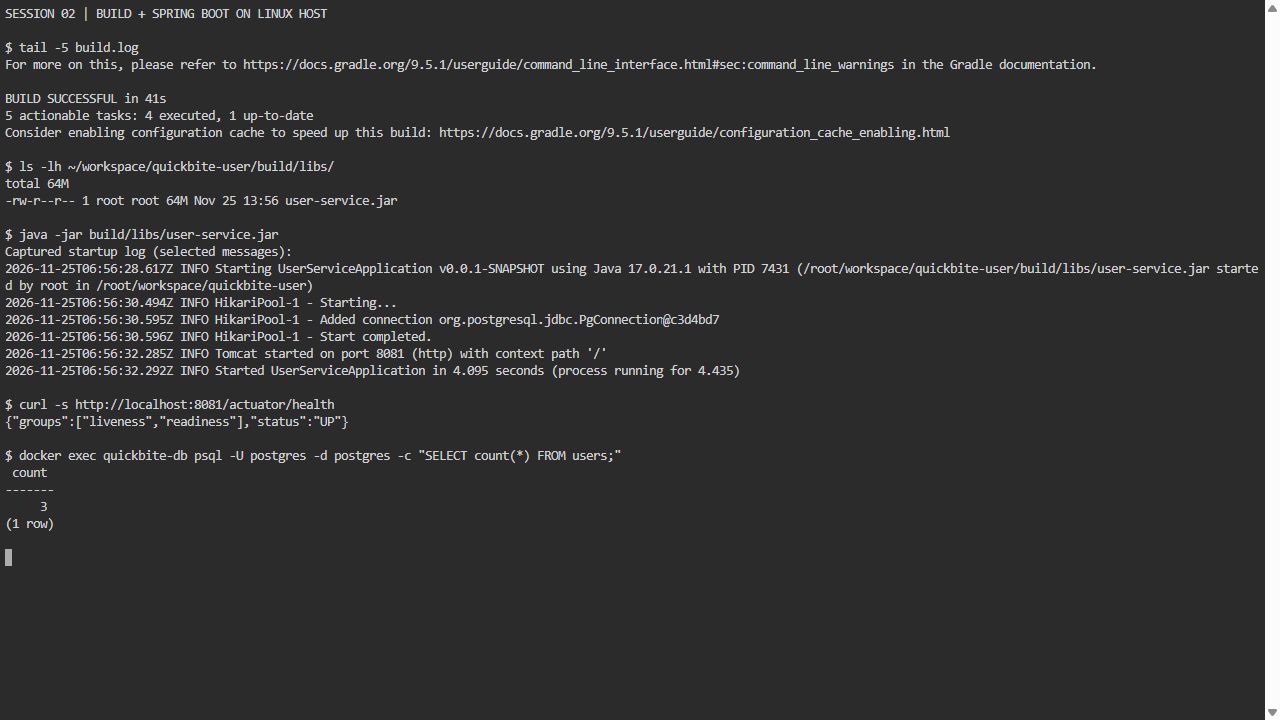 SESSION 02 | BUILD + SPRING BOOT ON LINUX HOST
$ tail -5 build.log
For more on this, please refer to https://docs.gradle.org/9.5.1/userguide/command_line_interface.html#sec:command_line_warnings in the Gradle documentation.
BUILD SUCCESSFUL in 41s
5 actionable tasks: 4 executed, 1 up-to-date
Consider enabling configuration cache to speed up this build: https://docs.gradle.org/9.5.1/userguide/configuration_cache_enabling.html
$ ls -lh ~/workspace/quickbite-user/build/libs/
total 64M
-rw-r--r-- 1 root root 64M Nov 25 13:56 user-service.jar
$ java -jar build/libs/user-service.jar
Captured startup log (selected messages):
2026-11-25T06:56:28.617Z INFO Starting UserServiceApplication v0.0.1-SNAPSHOT using Java 17.0.21.1 with PID 7431 (/root/workspace/quickbite-user/build/libs/user-service.jar starte
d by root in /root/workspace/quickbite-user)
2026-11-25T06:56:30.494Z INFO HikariPool-1 - Starting...
2026-11-25T06:56:30.595Z INFO HikariPool-1 - Added connection org.postgresql.jdbc.PgConnection@c3d4bd7
2026-11-25T06:56:30.596Z INFO HikariPool-1 - Start completed.
2026-11-25T06:56:32.285Z INFO Tomcat started on port 8081 (http) with context path '/'
2026-11-25T06:56:32.292Z INFO Started UserServiceApplication in 4.095 seconds (process running for 4.435)
$ curl -s http://localhost:8081/actuator/health
{"groups":["liveness","readiness"],"status":"UP"}
$ docker exec quickbite-db psql -U postgres -d postgres -c "SELECT count(*) FROM users;"
count
-------
3
(1 row)